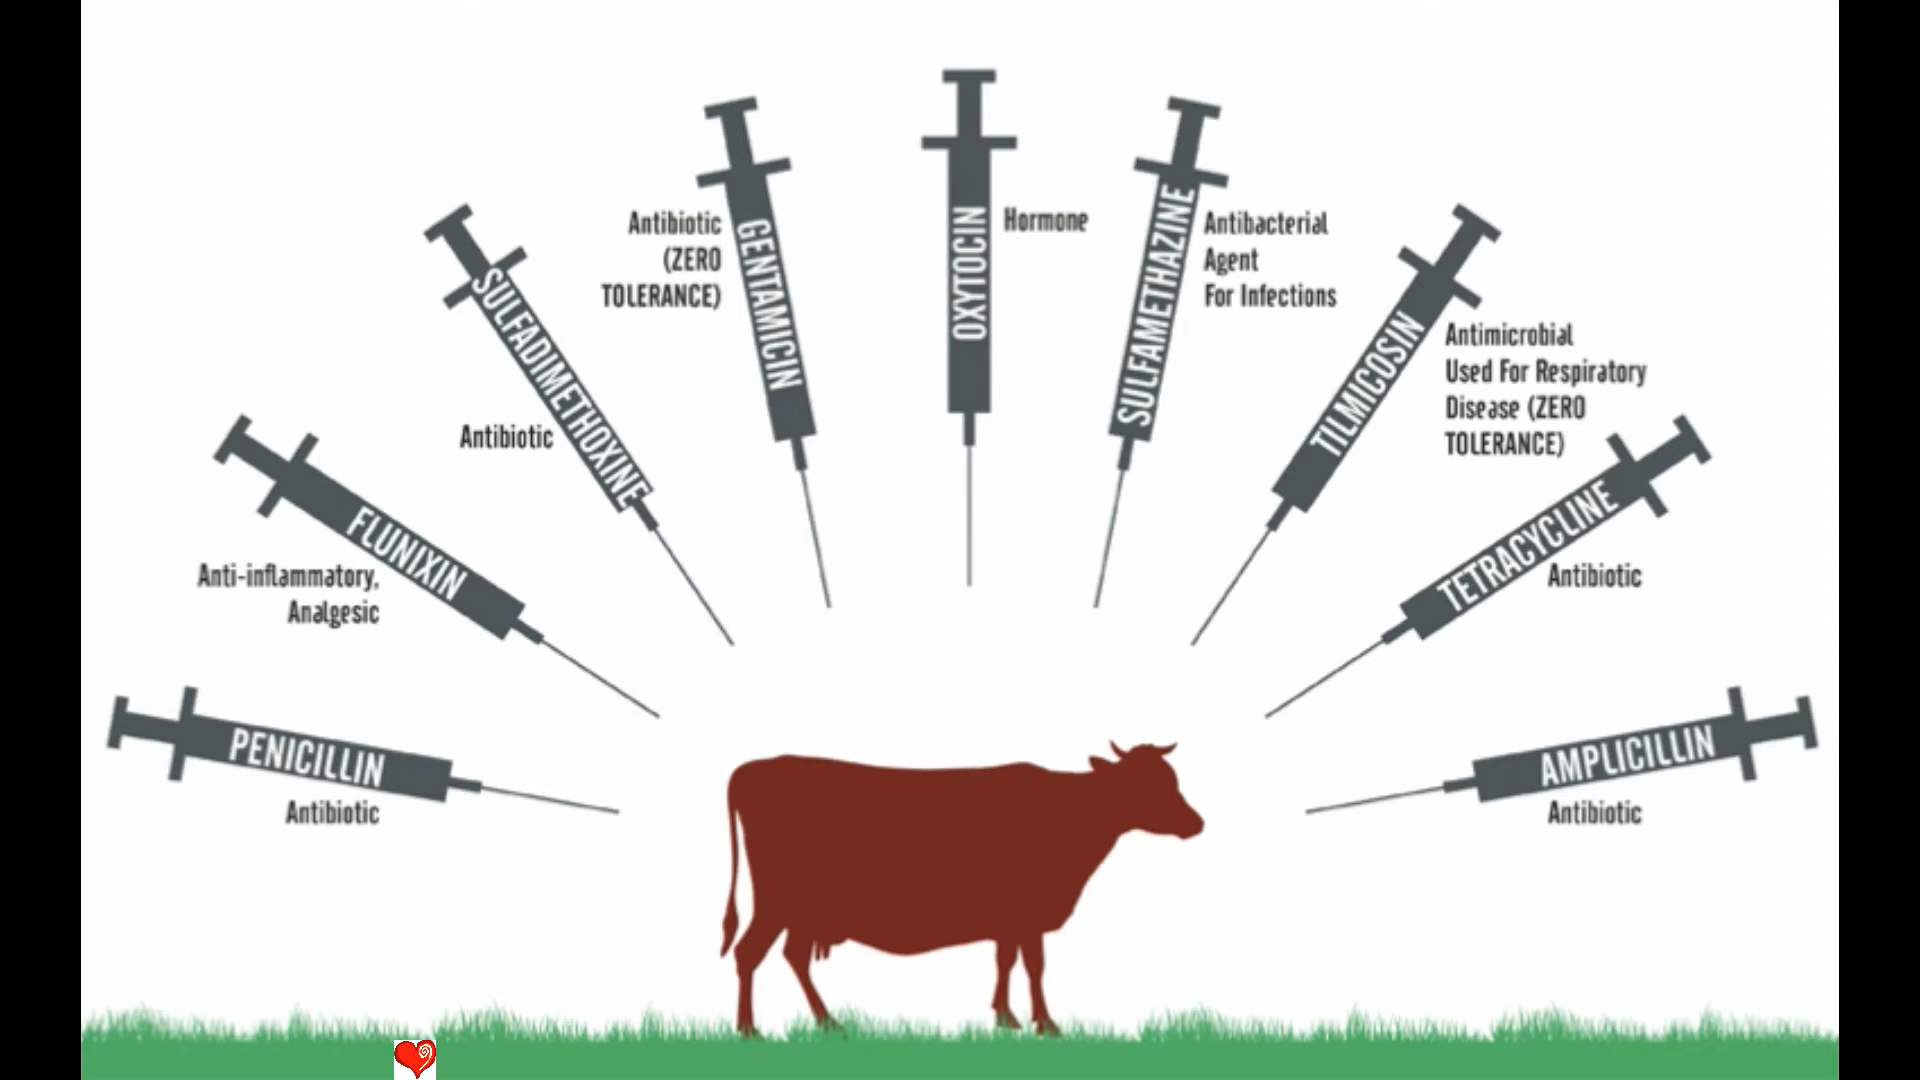 PENICILLIN
Antibiotic
FLUNIXIN
Anti-inflammatory,
Analgesic
SULFADIMETHOXINE
Antibiotic
GENTAMICIN
Antibiotic
(ZERO
TOLERANCE)
OXYTOCIN
Hormone
SULFAMETHAZINE
Antibacterial
Agent
For Infections
TILMICOSIN
Antimicrobial
Used For Respiratory
Disease (ZERO
TOLERANCE)
TETRACYCLINE
Antibiotic
AMPLICILLIN
Antibiotic